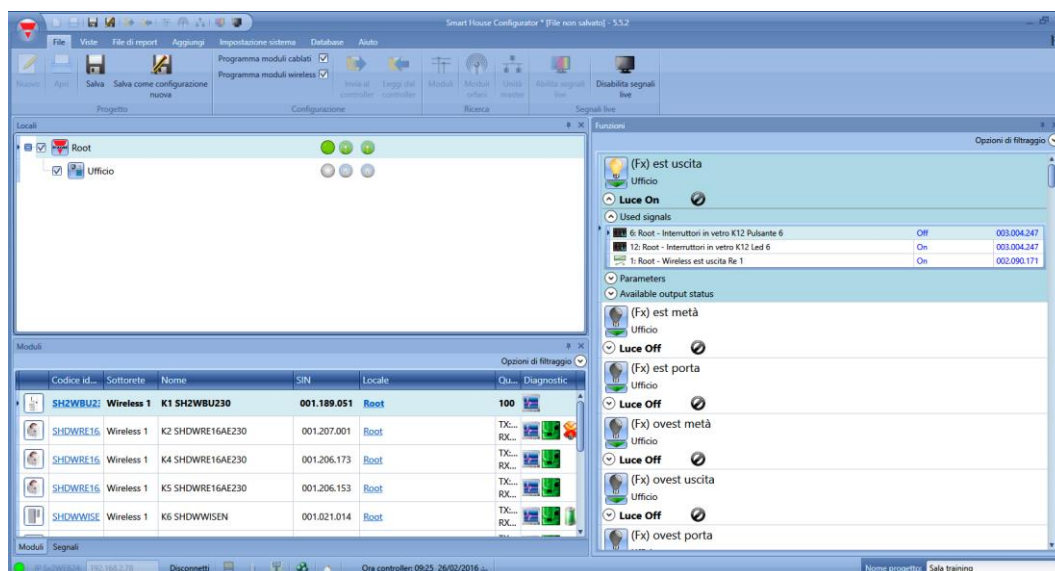 Smart House Configurator * [File non salvato] - 5.5.2
File Viste File di report Aggiungi Impostazione sistema Database Aiuto
Nuovo Apri Salva Salva come configurazione nuova
Programma moduli cablati
Programma moduli wireless
Invia al controller Leggi dal controller
Moduli Moduli orfani Unità master
Abilita segnali live Disabilita segnali live
Progetto Configurazione Ricerca Segnali live
Locali
Root
Ufficio
Moduli
Opzioni di filtraggio
Codice id... Sottorete Nome SIN Locale Qu... Diagnostic
SH2WBU2: Wireless 1 K1 SH2WBU230 001.189.051 Root 100
SHDWRE16 Wireless 1 K2 SHDWRE16AE230 001.207.001 Root TX:... RX...
SHDWRE16 Wireless 1 K4 SHDWRE16AE230 001.206.173 Root TX:... RX...
SHDWRE16 Wireless 1 K5 SHDWRE16AE230 001.206.153 Root TX:... RX...
SHDWWISE Wireless 1 K6 SHDWWISEN 001.021.014 Root TX:... RX...
Moduli Segnali
Funzioni
Opzioni di filtraggio
(Fx) est uscita
Ufficio
Luce On
Used signals
6: Root - Interruttori in vetro K12 Pulsante 6 Off 003.004.247
12: Root - Interruttori in vetro K12 Led 6 On 003.004.247
1: Root - Wireless est uscita Re 1 On 002.090.171
Parameters
Available output status
(Fx) est metà
Ufficio
Luce Off
(Fx) est porta
Ufficio
Luce Off
(Fx) ovest metà
Ufficio
Luce Off
(Fx) ovest uscita
Ufficio
Luce Off
(Fx) ovest porta
Ufficio
Disconnetti Ora controller: 09:25 26/02/2016 Nome progetto: Sala training